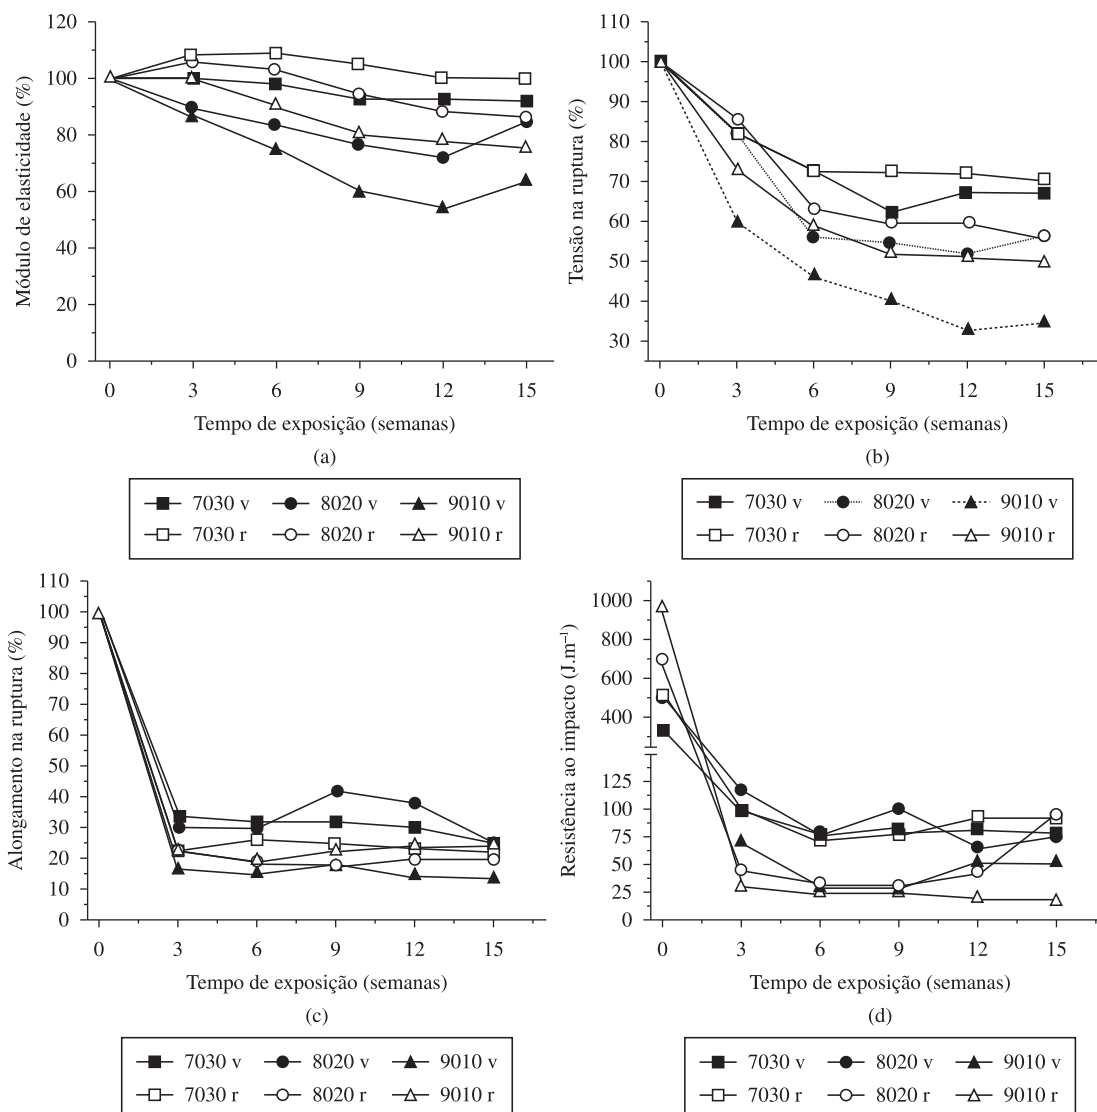 120
100
80
60
40
20
0
Módulo de elasticidade (%)
0 3 6 9 12 15
Tempo de exposição (semanas)
(a)
7030 v 8020 v 9010 v
7030 r 8020 r 9010 r
110
100
90
80
70
60
50
40
30
Tensão na ruptura (%)
0 3 6 9 12 15
Tempo de exposição (semanas)
(b)
7030 v 8020 v 9010 v
7030 r 8020 r 9010 r
110
100
90
80
70
60
50
40
30
20
10
0
Alongamento na ruptura (%)
0 3 6 9 12 15
Tempo de exposição (semanas)
(c)
7030 v 8020 v 9010 v
7030 r 8020 r 9010 r
1000
800
600
400
125
100
75
50
25
0
Resistência ao impacto (J.m⁻¹)
0 3 6 9 12 15
Tempo de exposição (semanas)
(d)
7030 v 8020 v 9010 v
7030 r 8020 r 9010 r